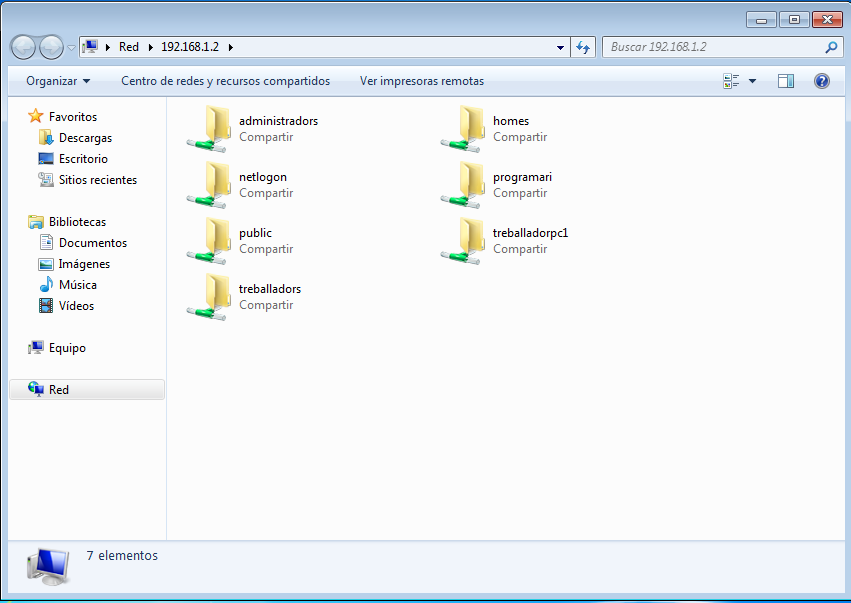 Red 192.168.1.2
Buscar 192.168.1.2
Organizar Centro de redes y recursos compartidos Ver impresoras remotas
Favoritos
Descargas
Escritorio
Sitios recientes
Bibliotecas
Documentos
Imágenes
Música
Vídeos
Equipo
Red
administradors
Compartir
homes
Compartir
netlogon
Compartir
programari
Compartir
public
Compartir
treballadorpc1
Compartir
treballadors
Compartir
7 elementos